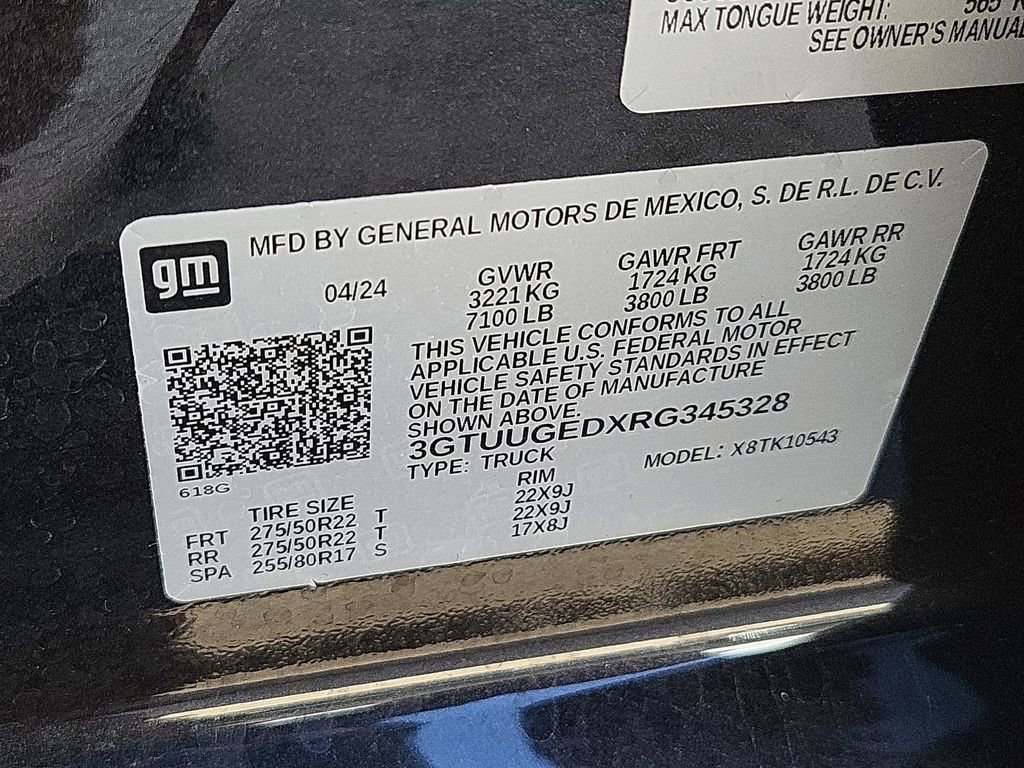 MAX TONGUE WEIGHT: 565
SEE OWNER'S MANUAL
MFD BY GENERAL MOTORS DE MEXICO, S. DE R.L. DE C.V.
gm
04/24
GVWR GAWR FRT GAWR RR
3221 KG 1724 KG 1724 KG
7100 LB 3800 LB 3800 LB
THIS VEHICLE CONFORMS TO ALL
APPLICABLE U.S. FEDERAL MOTOR
VEHICLE SAFETY STANDARDS IN EFFECT
ON THE DATE OF MANUFACTURE
SHOWN ABOVE.
3GTUUGEDXRG345328
TYPE: TRUCK MODEL: X8TK10543
618G
TIRE SIZE RIM
FRT 275/50R22 T 22X9J
RR 275/50R22 T 22X9J
SPA 255/80R17 S 17X8J